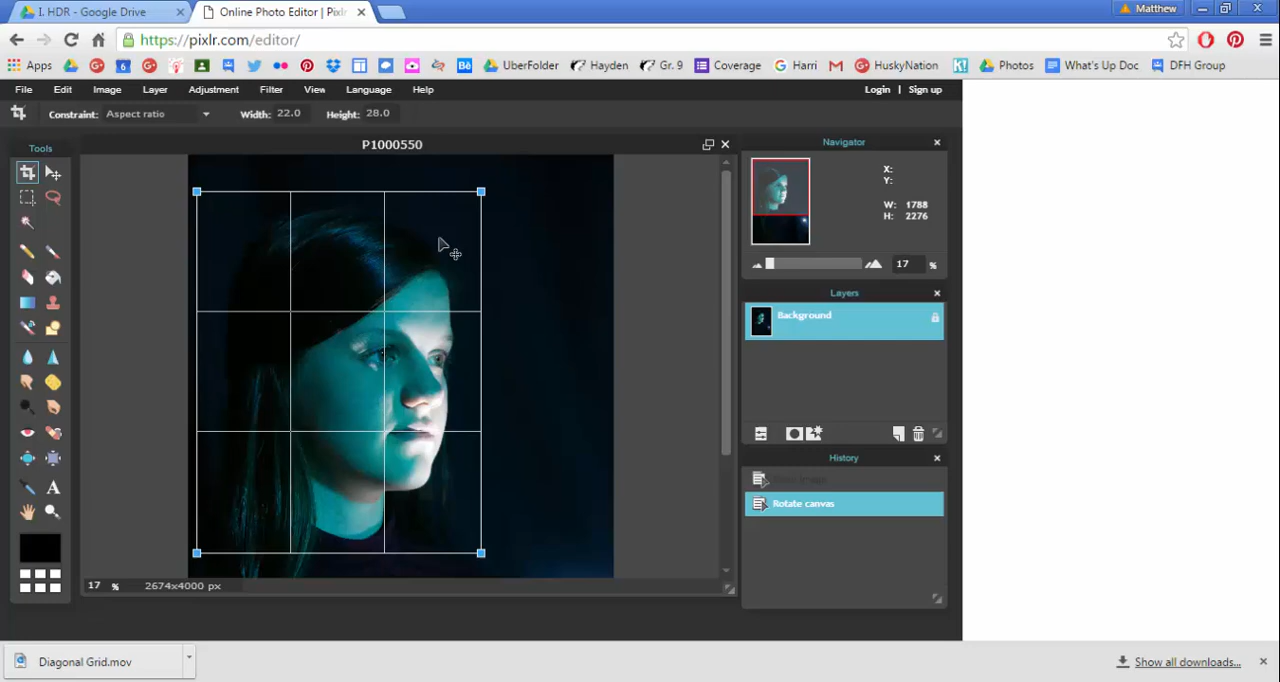 I. HDR - Google Drive
Online Photo Editor | Pixlr
Matthew
https://pixlr.com/editor/
Apps
UberFolder
Hayden
Gr. 9
Coverage
Harri
HuskyNation
Photos
What's Up Doc
DFH Group
File Edit Image Layer Adjustment Filter View Language Help
Login | Sign up
Constraint: Aspect ratio Width: 22.0 Height: 28.0
Tools
P1000550
Navigator
X:
Y:
W: 1788
H: 2276
17 %
Layers
Background
History
Rotate canvas
17 % 2674x4000 px
Diagonal Grid.mov
Show all downloads...